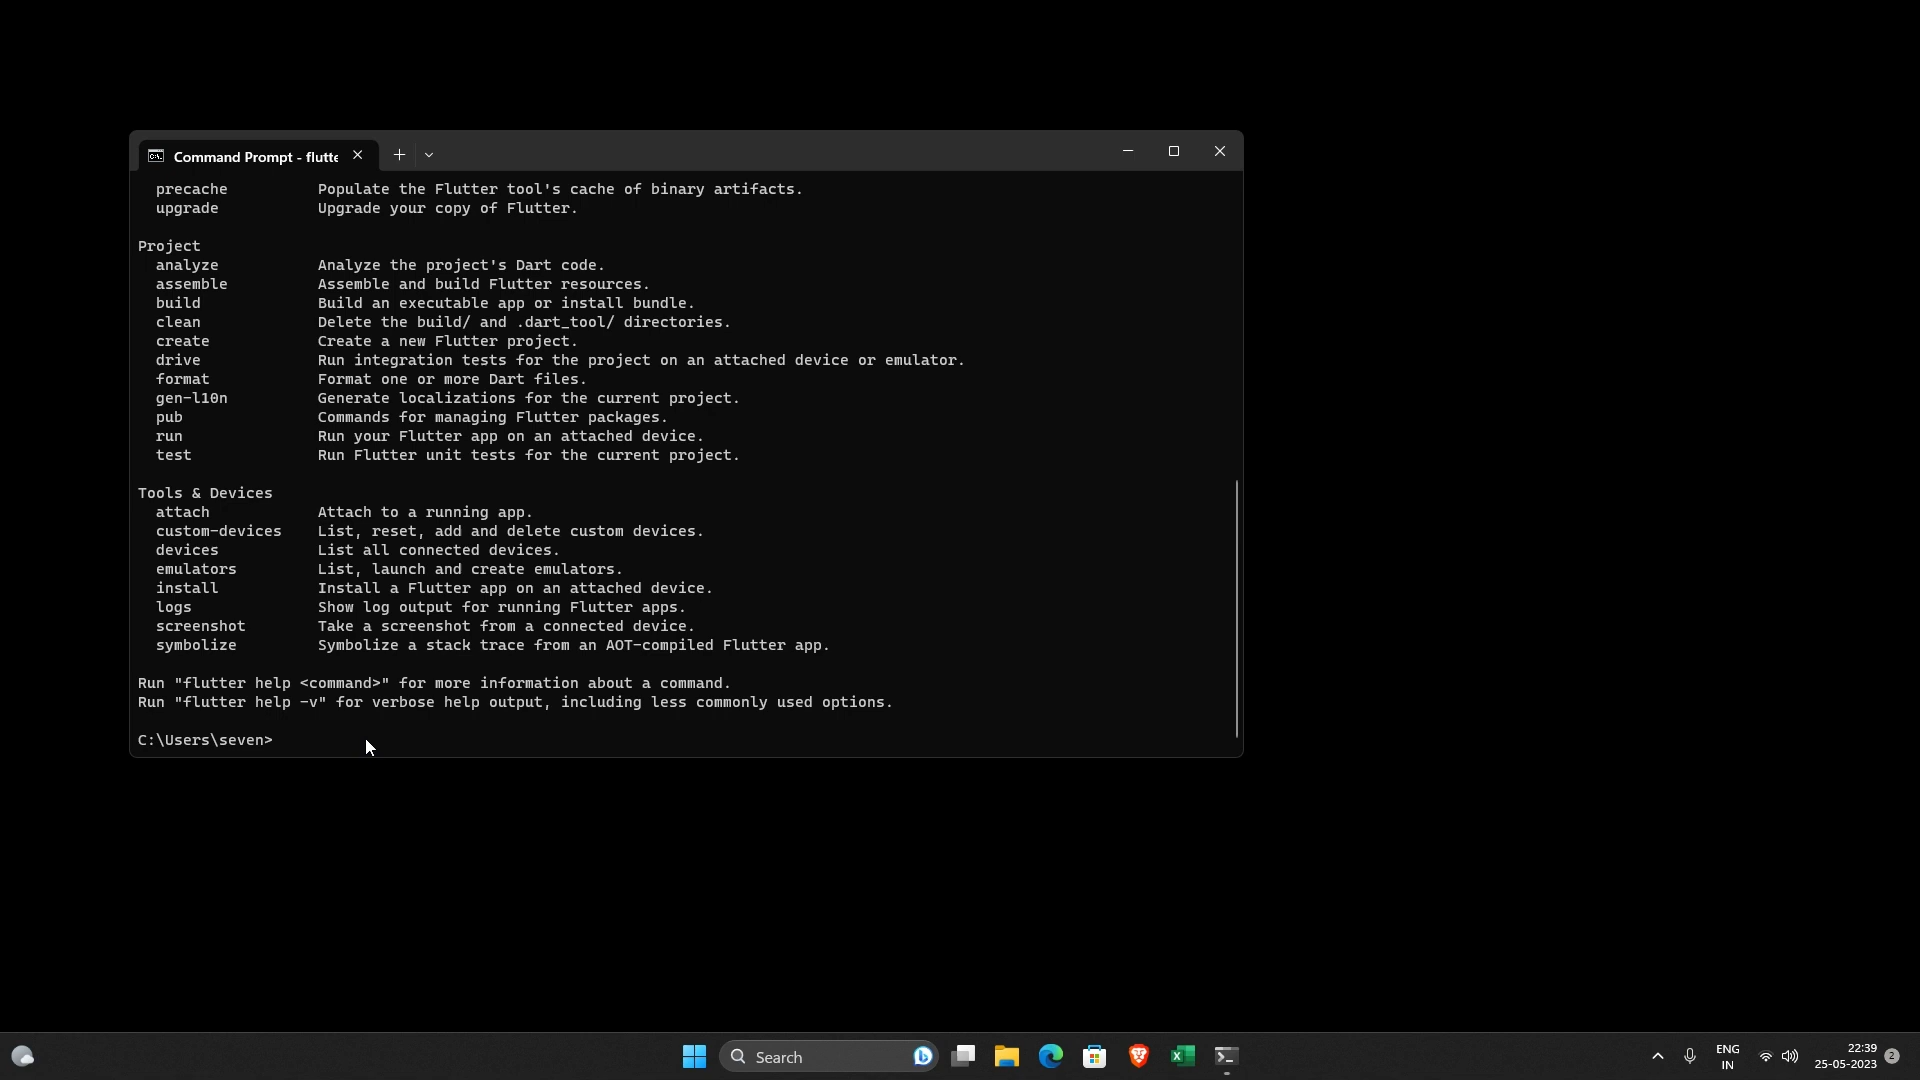 Command Prompt - flutte
precache Populate the Flutter tool's cache of binary artifacts.
upgrade Upgrade your copy of Flutter.
Project
analyze Analyze the project's Dart code.
assemble Assemble and build Flutter resources.
build Build an executable app or install bundle.
clean Delete the build/ and .dart_tool/ directories.
create Create a new Flutter project.
drive Run integration tests for the project on an attached device or emulator.
format Format one or more Dart files.
gen-l10n Generate localizations for the current project.
pub Commands for managing Flutter packages.
run Run your Flutter app on an attached device.
test Run Flutter unit tests for the current project.
Tools & Devices
attach Attach to a running app.
custom-devices List, reset, add and delete custom devices.
devices List all connected devices.
emulators List, launch and create emulators.
install Install a Flutter app on an attached device.
logs Show log output for running Flutter apps.
screenshot Take a screenshot from a connected device.
symbolize Symbolize a stack trace from an AOT-compiled Flutter app.
Run "flutter help <command>" for more information about a command.
Run "flutter help -v" for verbose help output, including less commonly used options.
C:\Users\seven>
Search
ENG
IN
22:39
25-05-2023
2